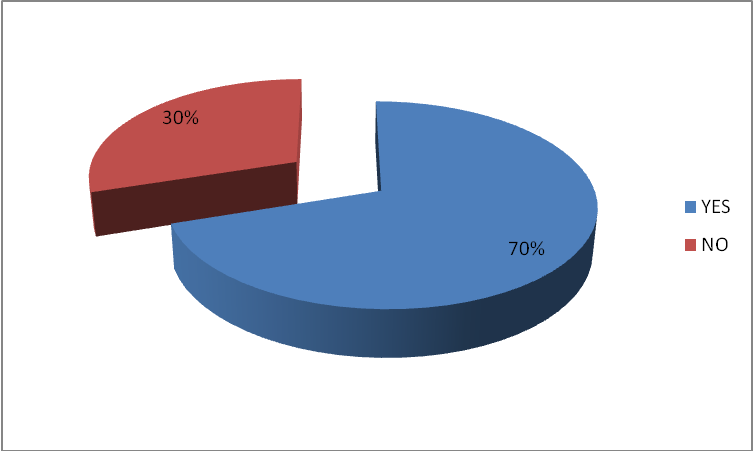 30%
70%
YES
NO